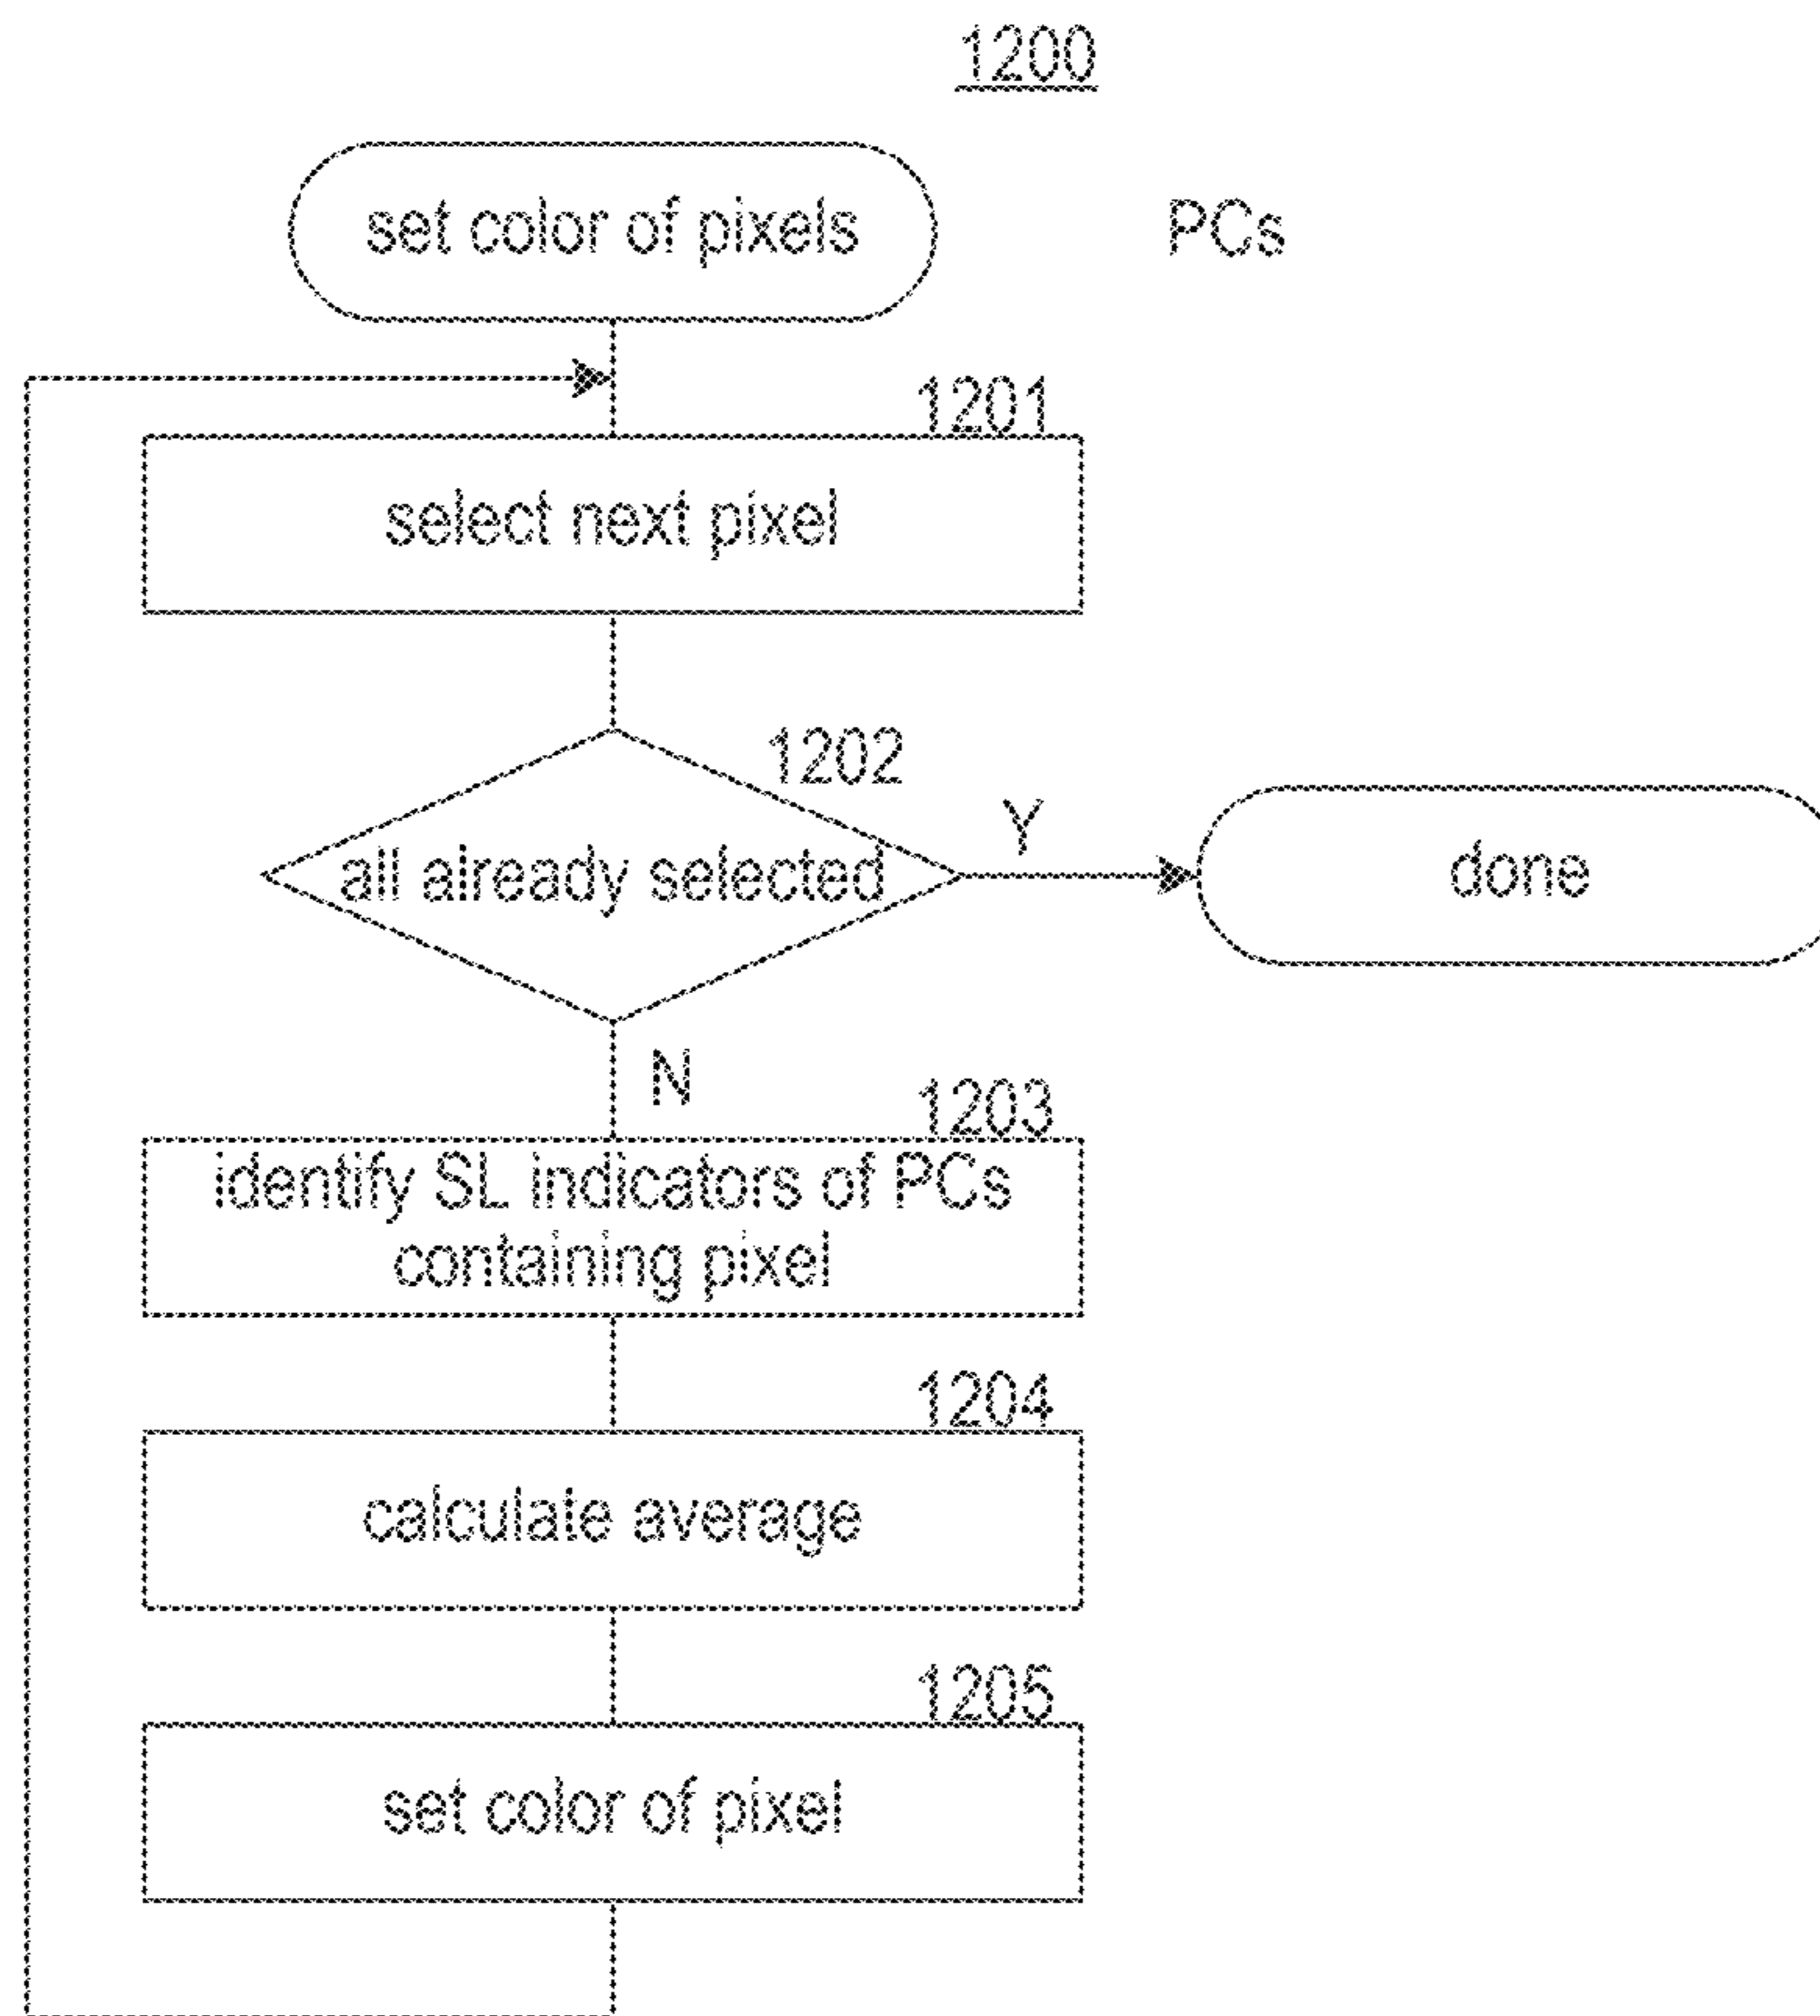 1200
set color of pixels
PCs
1201
select next pixel
1202
all already selected
Y
done
N
1203
identify SL indicators of PCs
containing pixel
1204
calculate average
1205
set color of pixel